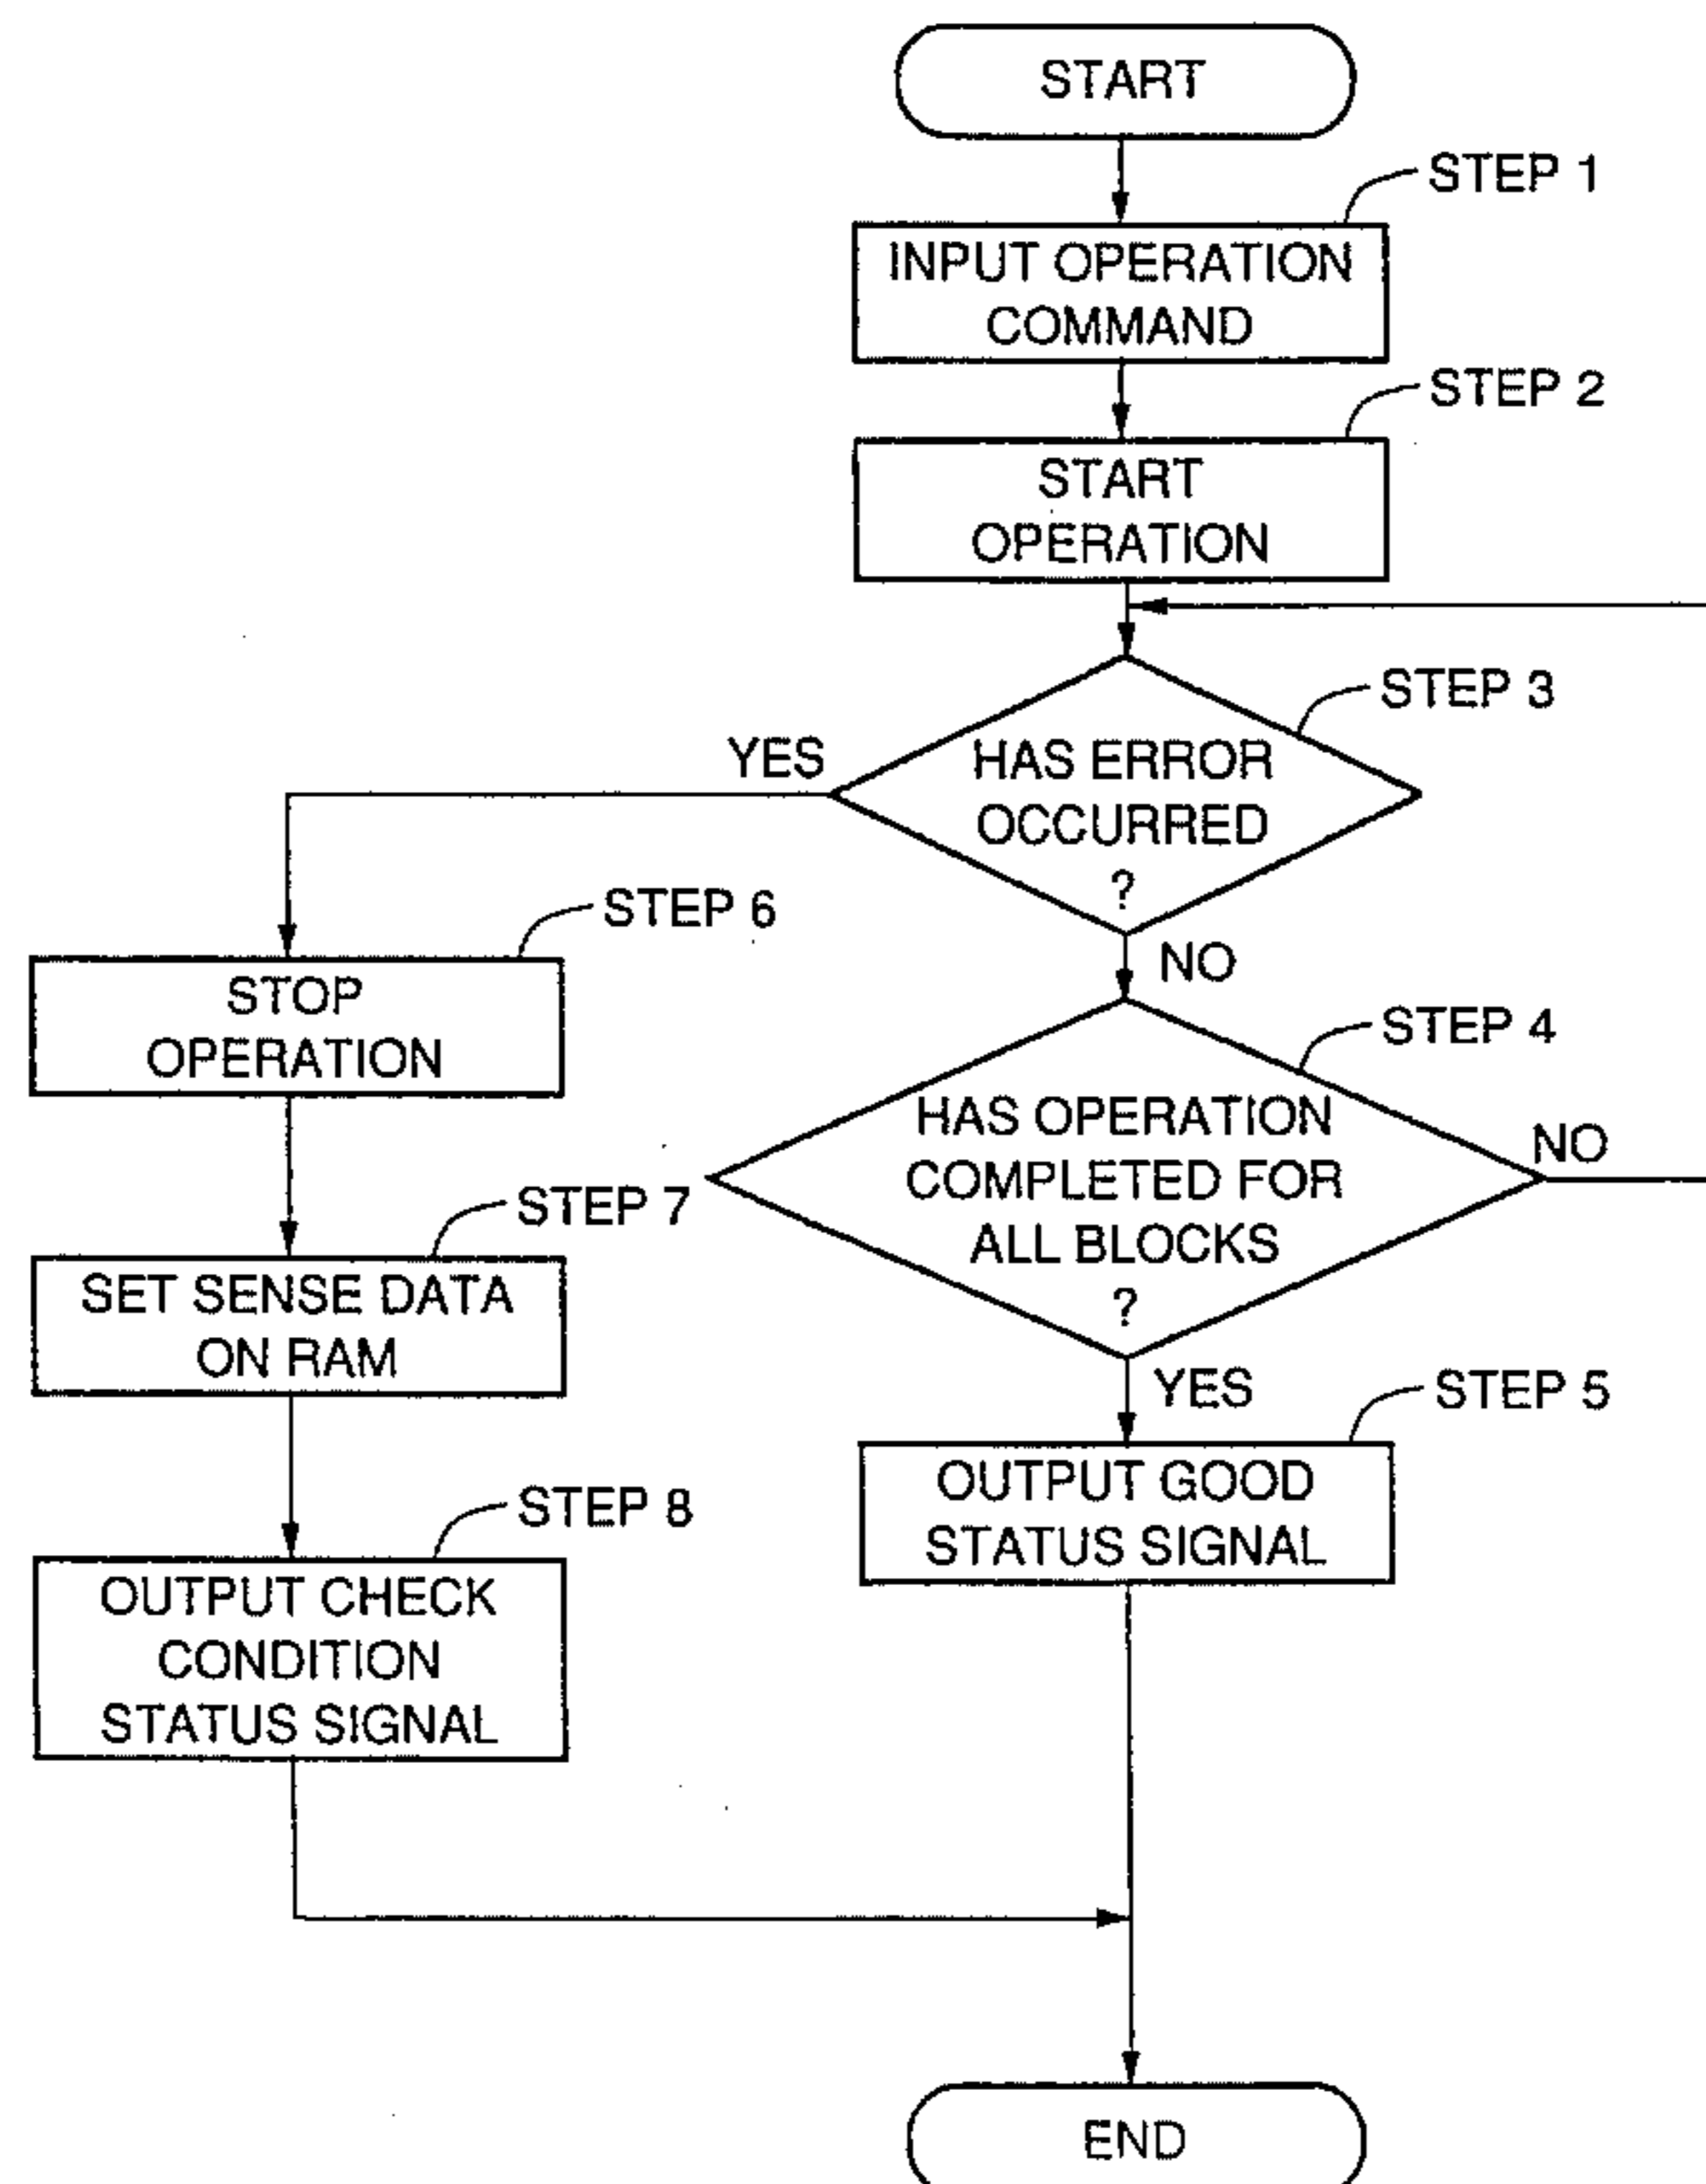 START
STEP 1
INPUT OPERATION
COMMAND
STEP 2
START
OPERATION
STEP 3
HAS ERROR
OCCURRED
?
YES
NO
STEP 6
STOP
OPERATION
STEP 4
HAS OPERATION
COMPLETED FOR
ALL BLOCKS
?
NO
YES
STEP 7
SET SENSE DATA
ON RAM
STEP 5
OUTPUT GOOD
STATUS SIGNAL
STEP 8
OUTPUT CHECK
CONDITION
STATUS SIGNAL
END